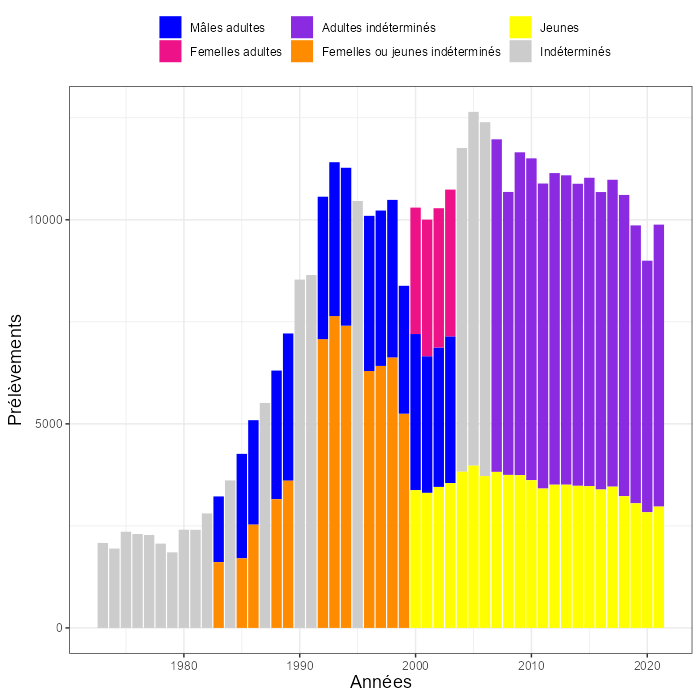 Mâles adultes
Adultes indéterminés
Jeunes
Femelles adultes
Femelles ou jeunes indéterminés
Indéterminés
Prélèvements
10000
5000
0
1980
1990
2000
2010
2020
Années